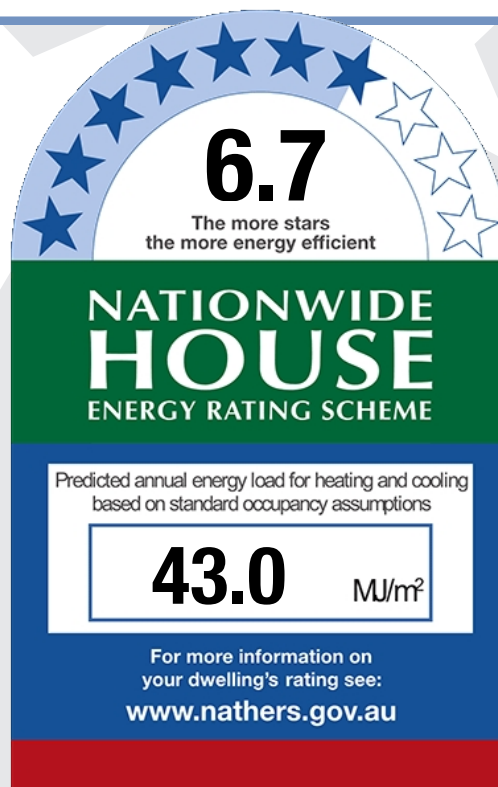 6.7
The more stars
the more energy efficient
NATIONWIDE
HOUSE
ENERGY RATING SCHEME
Predicted annual energy load for heating and cooling
based on standard occupancy assumptions
43.0 MJ/m²
For more information on
your dwelling's rating see:
www.nathers.gov.au